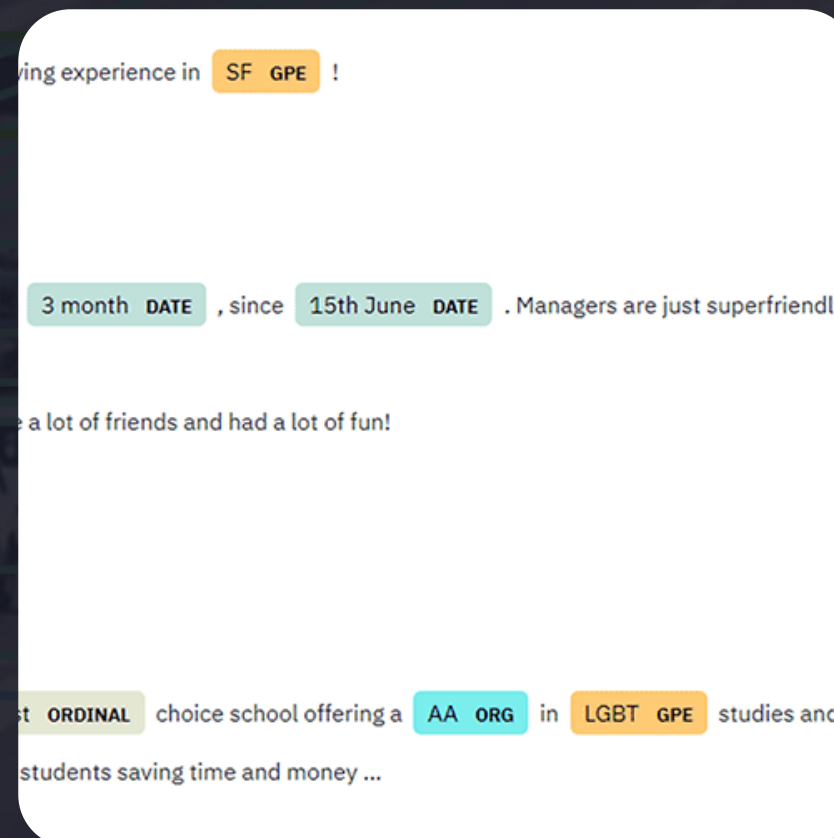 experience in SF GPE !
3 month DATE , since 15th June DATE . Managers are just superfriendl
a lot of friends and had a lot of fun!
ORDINAL choice school offering a AA ORG in LGBT GPE studies and
students saving time and money ...